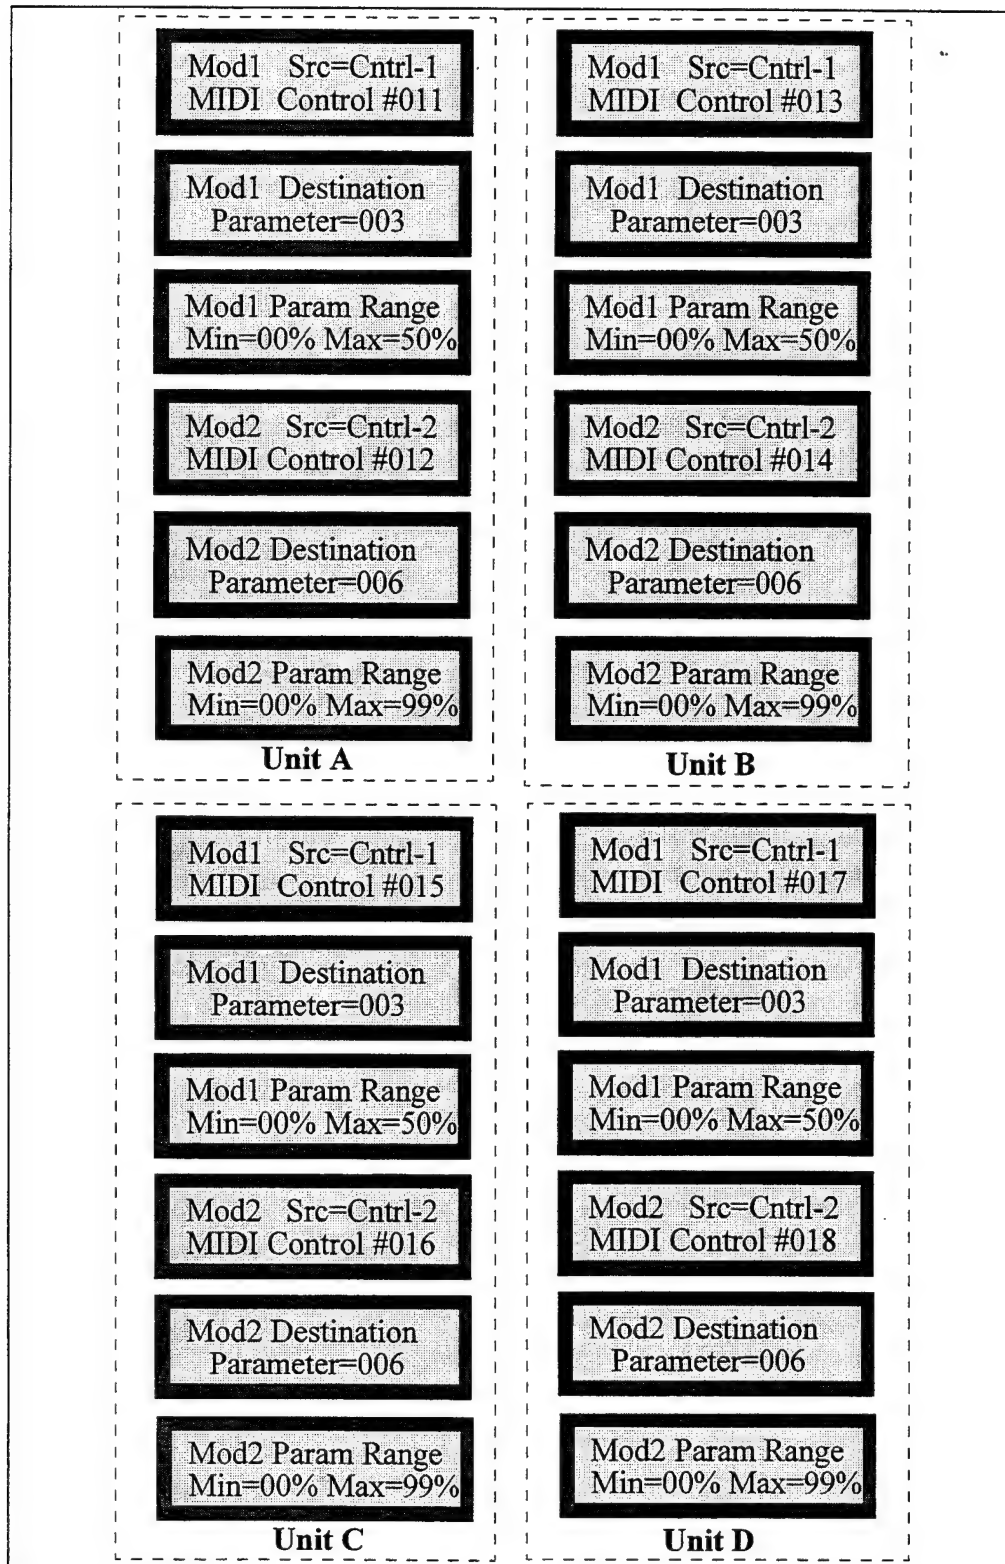 Mod1 Src=Cntrl-1
MIDI Control #011
Mod1 Destination
Parameter=003
Mod1 Param Range
Min=00% Max=50%
Mod2 Src=Cntrl-2
MIDI Control #012
Mod2 Destination
Parameter=006
Mod2 Param Range
Min=00% Max=99%
Unit A
Mod1 Src=Cntrl-1
MIDI Control #013
Mod1 Destination
Parameter=003
Mod1 Param Range
Min=00% Max=50%
Mod2 Src=Cntrl-2
MIDI Control #014
Mod2 Destination
Parameter=006
Mod2 Param Range
Min=00% Max=99%
Unit B
Mod1 Src=Cntrl-1
MIDI Control #015
Mod1 Destination
Parameter=003
Mod1 Param Range
Min=00% Max=50%
Mod2 Src=Cntrl-2
MIDI Control #016
Mod2 Destination
Parameter=006
Mod2 Param Range
Min=00% Max=99%
Unit C
Mod1 Src=Cntrl-1
MIDI Control #017
Mod1 Destination
Parameter=003
Mod1 Param Range
Min=00% Max=50%
Mod2 Src=Cntrl-2
MIDI Control #018
Mod2 Destination
Parameter=006
Mod2 Param Range
Min=00% Max=99%
Unit D